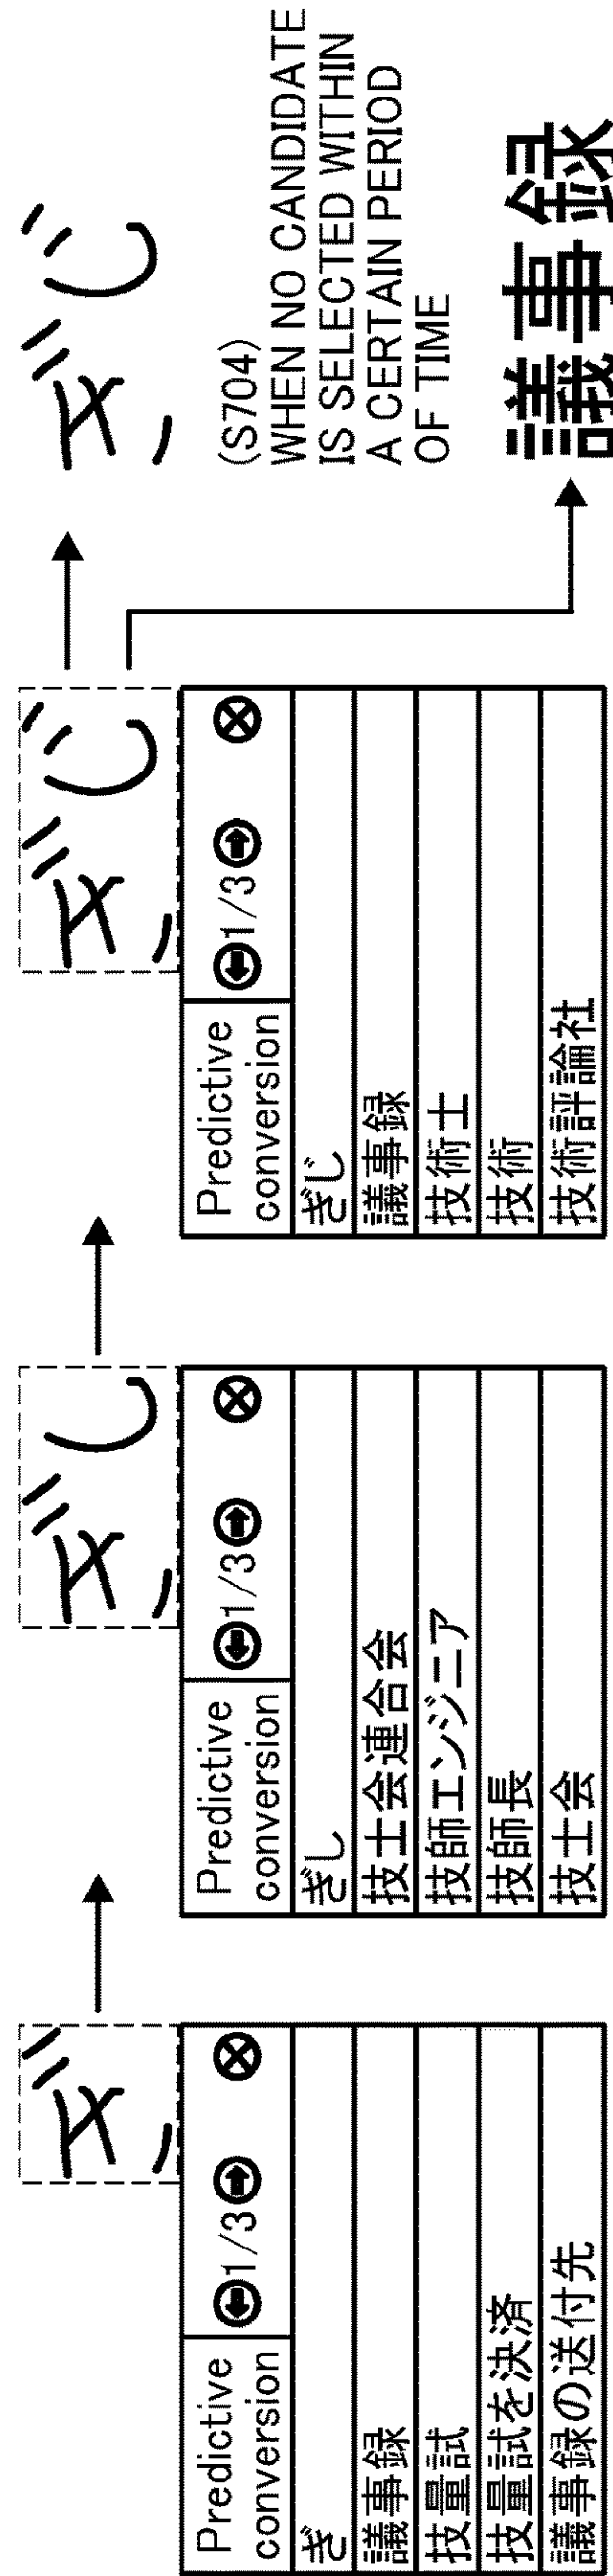 ぎ
Predictive conversion
1/3
ぎ
議事録
技量試
技量試を決済
議事録の送付先
ぎし
Predictive conversion
1/3
ぎし
技士会連合会
技師エンジニア
技師長
技士会
ぎじ
Predictive conversion
1/3
ぎじ
議事録
技術士
技術
技術評論社
ぎじ
(S704)
WHEN NO CANDIDATE
IS SELECTED WITHIN
A CERTAIN PERIOD
OF TIME
議事録